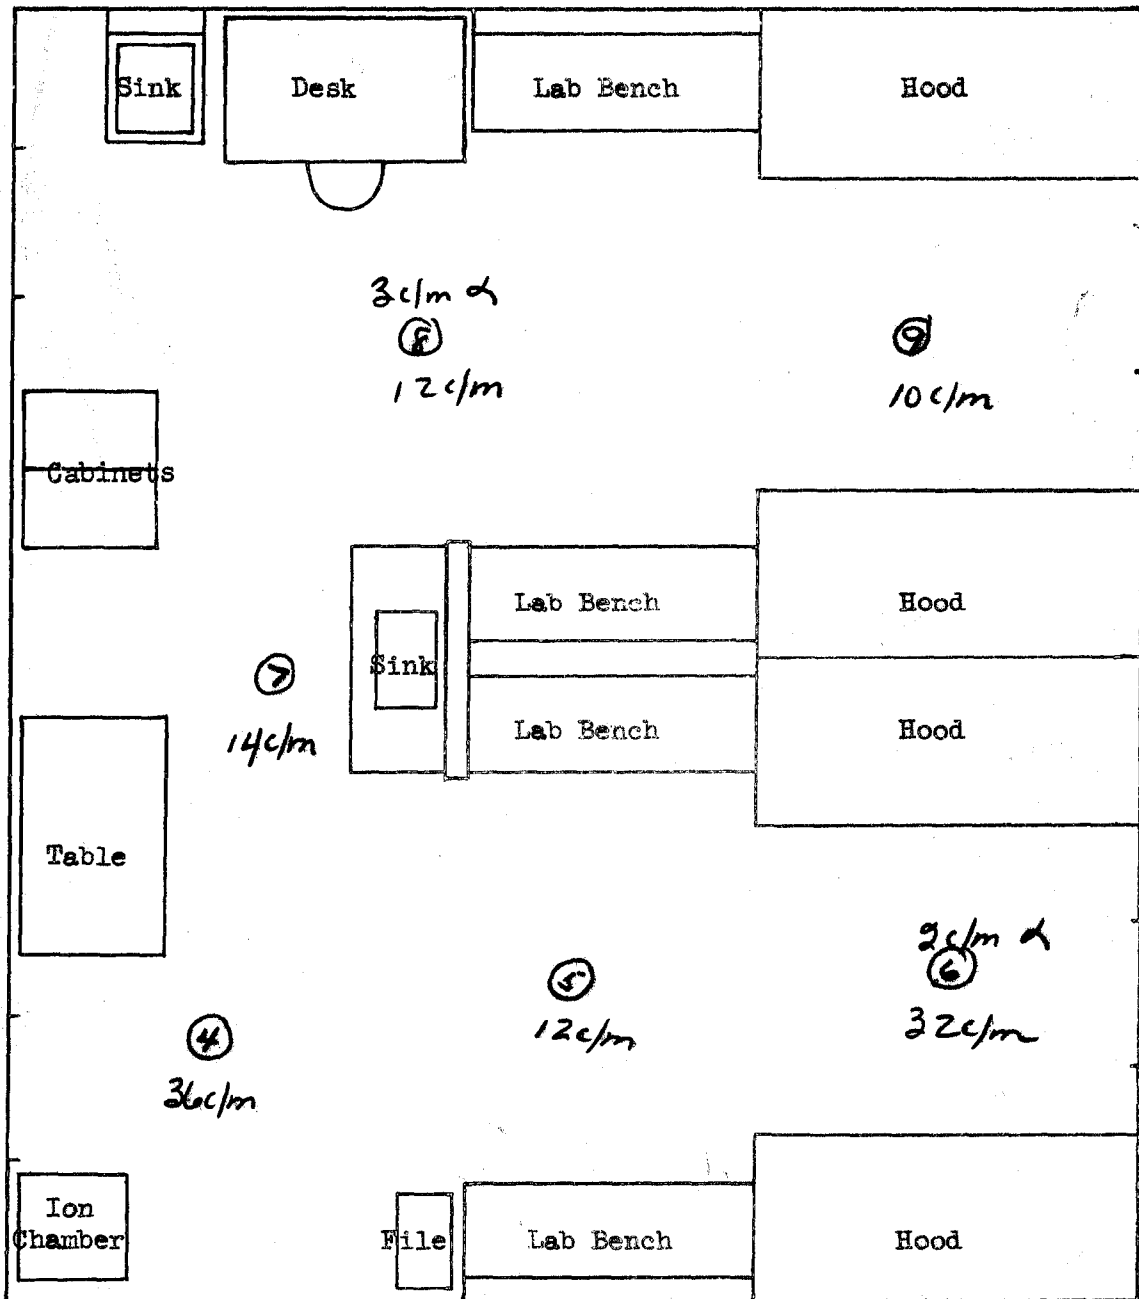 Sink
Desk
Lab Bench
Hood
3c/m α
8
12c/m
9
10c/m
Cabinets
Lab Bench
Hood
Sink
7
14c/m
Lab Bench
Hood
Table
2c/m α
6
32c/m
5
12c/m
4
36c/m
Ion
Chamber
File
Lab Bench
Hood